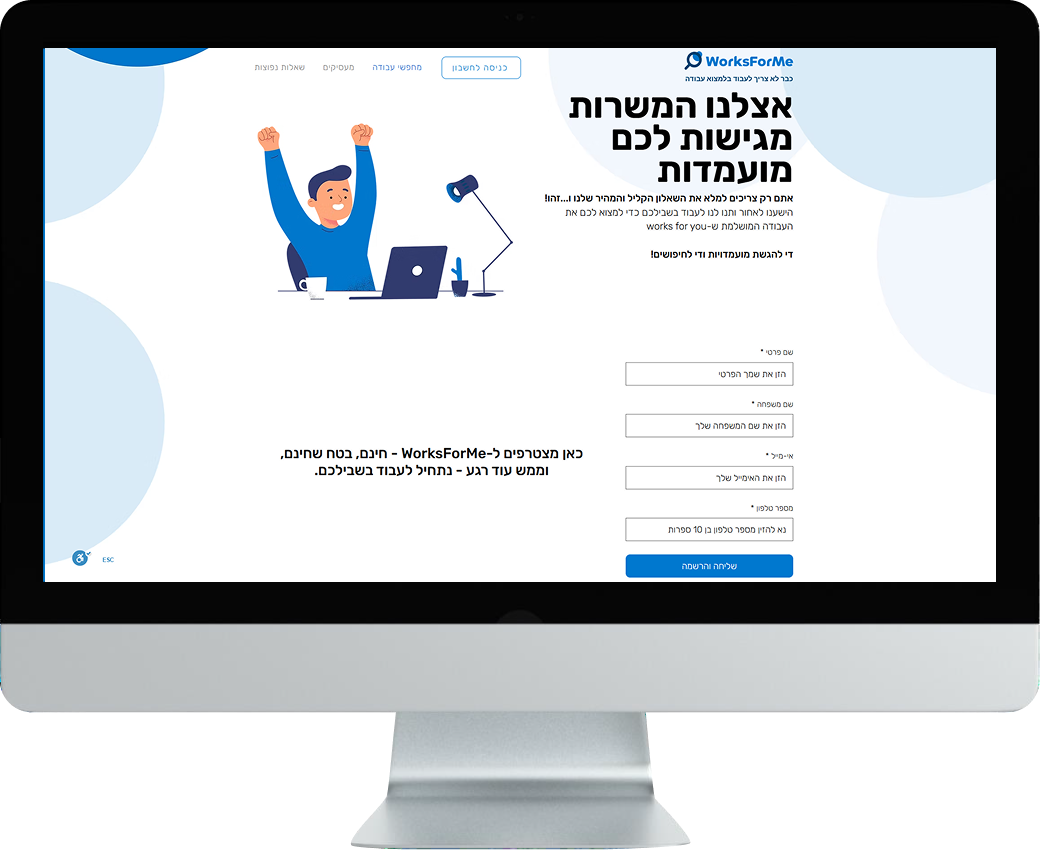 WorksForMe
כבר לא צריך לעבוד בלמצוא עבודה
כניסה לחשבון
מחפשי עבודה
מעסיקים
שאלות נפוצות
אצלנו המשרות
מגישות לכם
מועמדות
אתם רק צריכים למלא את השאלון הקליל והמהיר שלנו ו...זהו!
הישענו לאחור ותנו לנו לעבוד בשבילכם כדי למצוא לכם את
העבודה המושלמת ש-works for you
די להגשת מועמדויות ודי לחיפושים!
שם פרטי *
הזן את שמך הפרטי
שם משפחה *
הזן את שם המשפחה שלך
אי-מייל *
הזן את האימייל שלך
מספר טלפון *
נא להזין מספר טלפון בן 10 ספרות
שליחה והרשמה
כאן מצטרפים ל-WorksForMe - חינם, בטח שחינם,
וממש עוד רגע - נתחיל לעבוד בשבילכם.
ESC